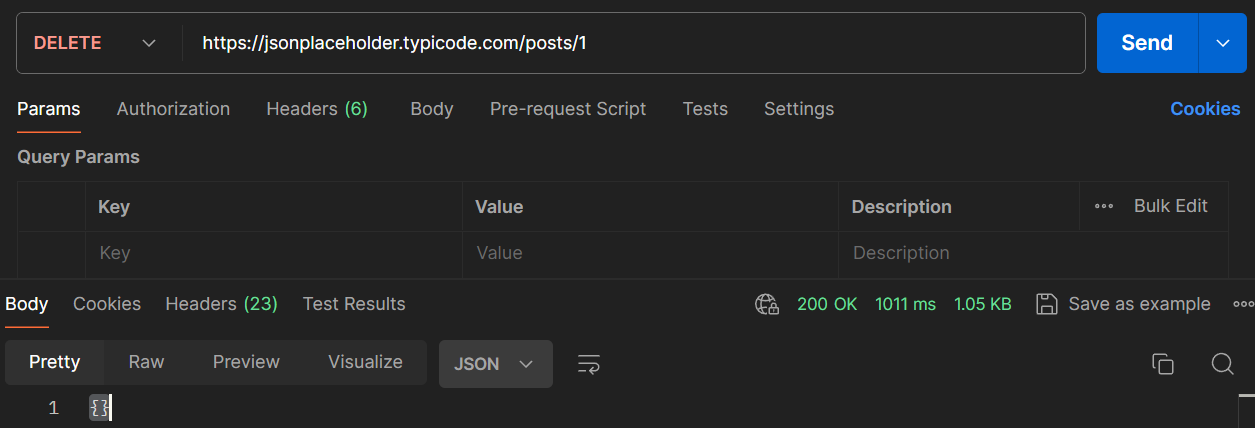 DELETE https://jsonplaceholder.typicode.com/posts/1 Send
Params Authorization Headers (6) Body Pre-request Script Tests Settings Cookies
Query Params
Key Value Description ••• Bulk Edit
Key Value Description
Body Cookies Headers (23) Test Results 200 OK 1011 ms 1.05 KB Save as example •••
Pretty Raw Preview Visualize JSON
1 {}